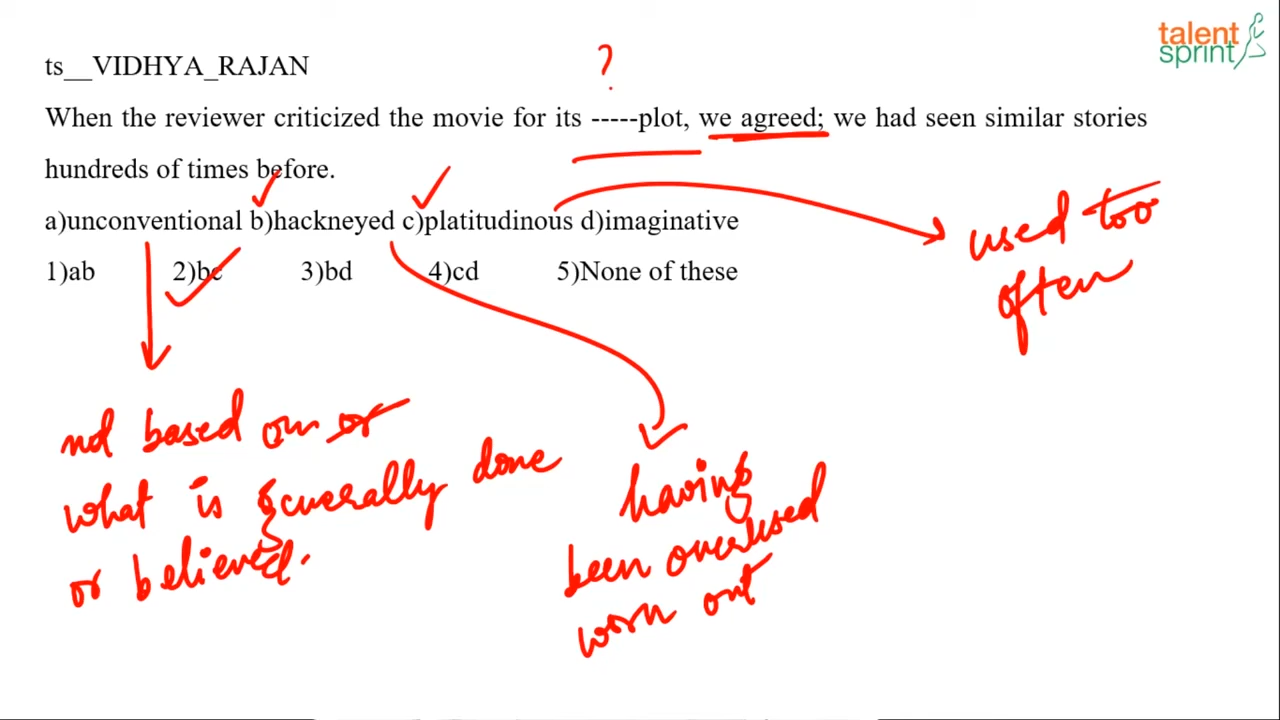 talent
sprint
ts__VIDHYA_RAJAN
?
When the reviewer criticized the movie for its -----plot, we agreed; we had seen similar stories
hundreds of times before.
a)unconventional b)hackneyed c)platitudinous d)imaginative
1)ab 2)bc 3)bd 4)cd 5)None of these
used too
often
not based on or
what is generally done
or believed.
having
been overused
worn out